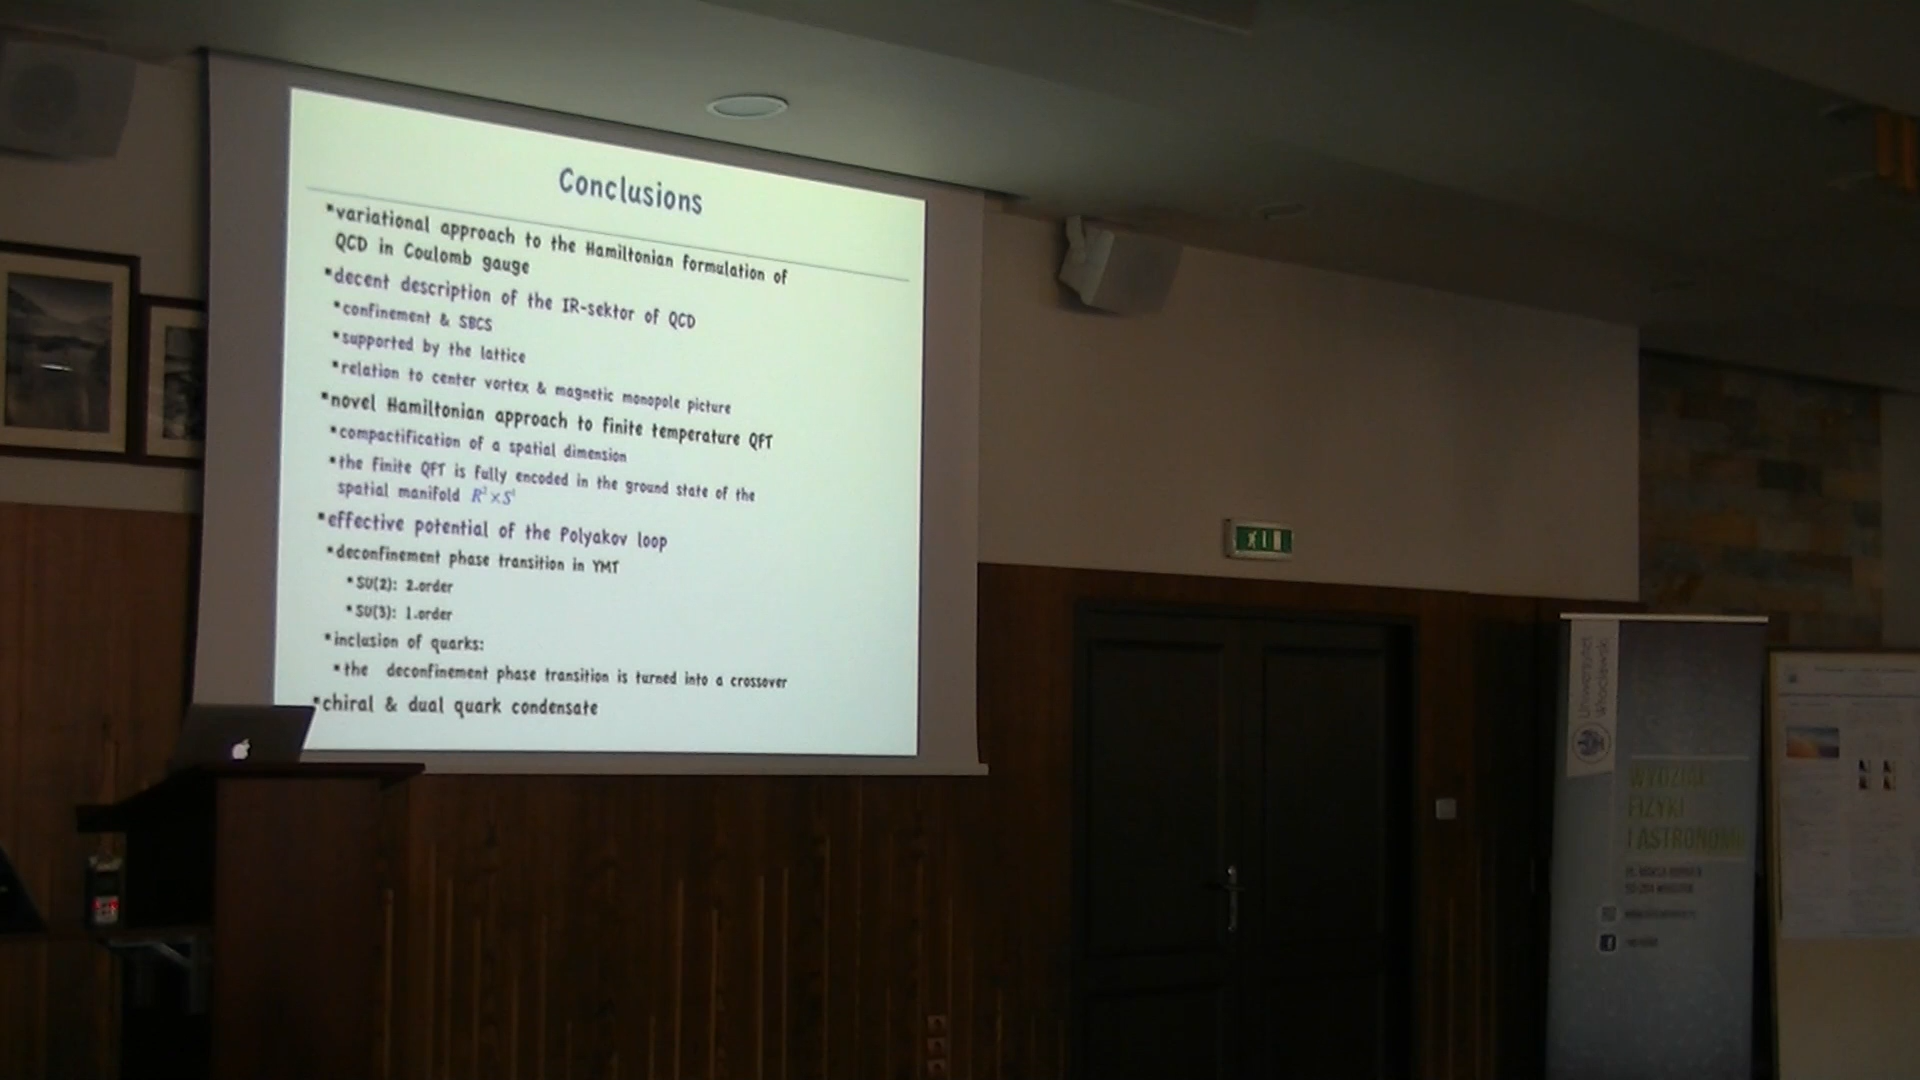 Conclusions
*variational approach to the Hamiltonian formulation of
QCD in Coulomb gauge
*decent description of the IR-sektor of QCD
*confinement & SBCS
*supported by the lattice
*relation to center vortex & magnetic monopole picture
*novel Hamiltonian approach to finite temperature QFT
*compactification of a spatial dimension
*the finite QFT is fully encoded in the ground state of the
spatial manifold R²×S¹
*effective potential of the Polyakov loop
*deconfinement phase transition in YMT
*SU(2): 2.order
*SU(3): 1.order
*inclusion of quarks:
*the deconfinement phase transition is turned into a crossover
*chiral & dual quark condensate
Uniwersytet
Wrocławski
WYDZIAŁ
FIZYKI
I ASTRONOMII